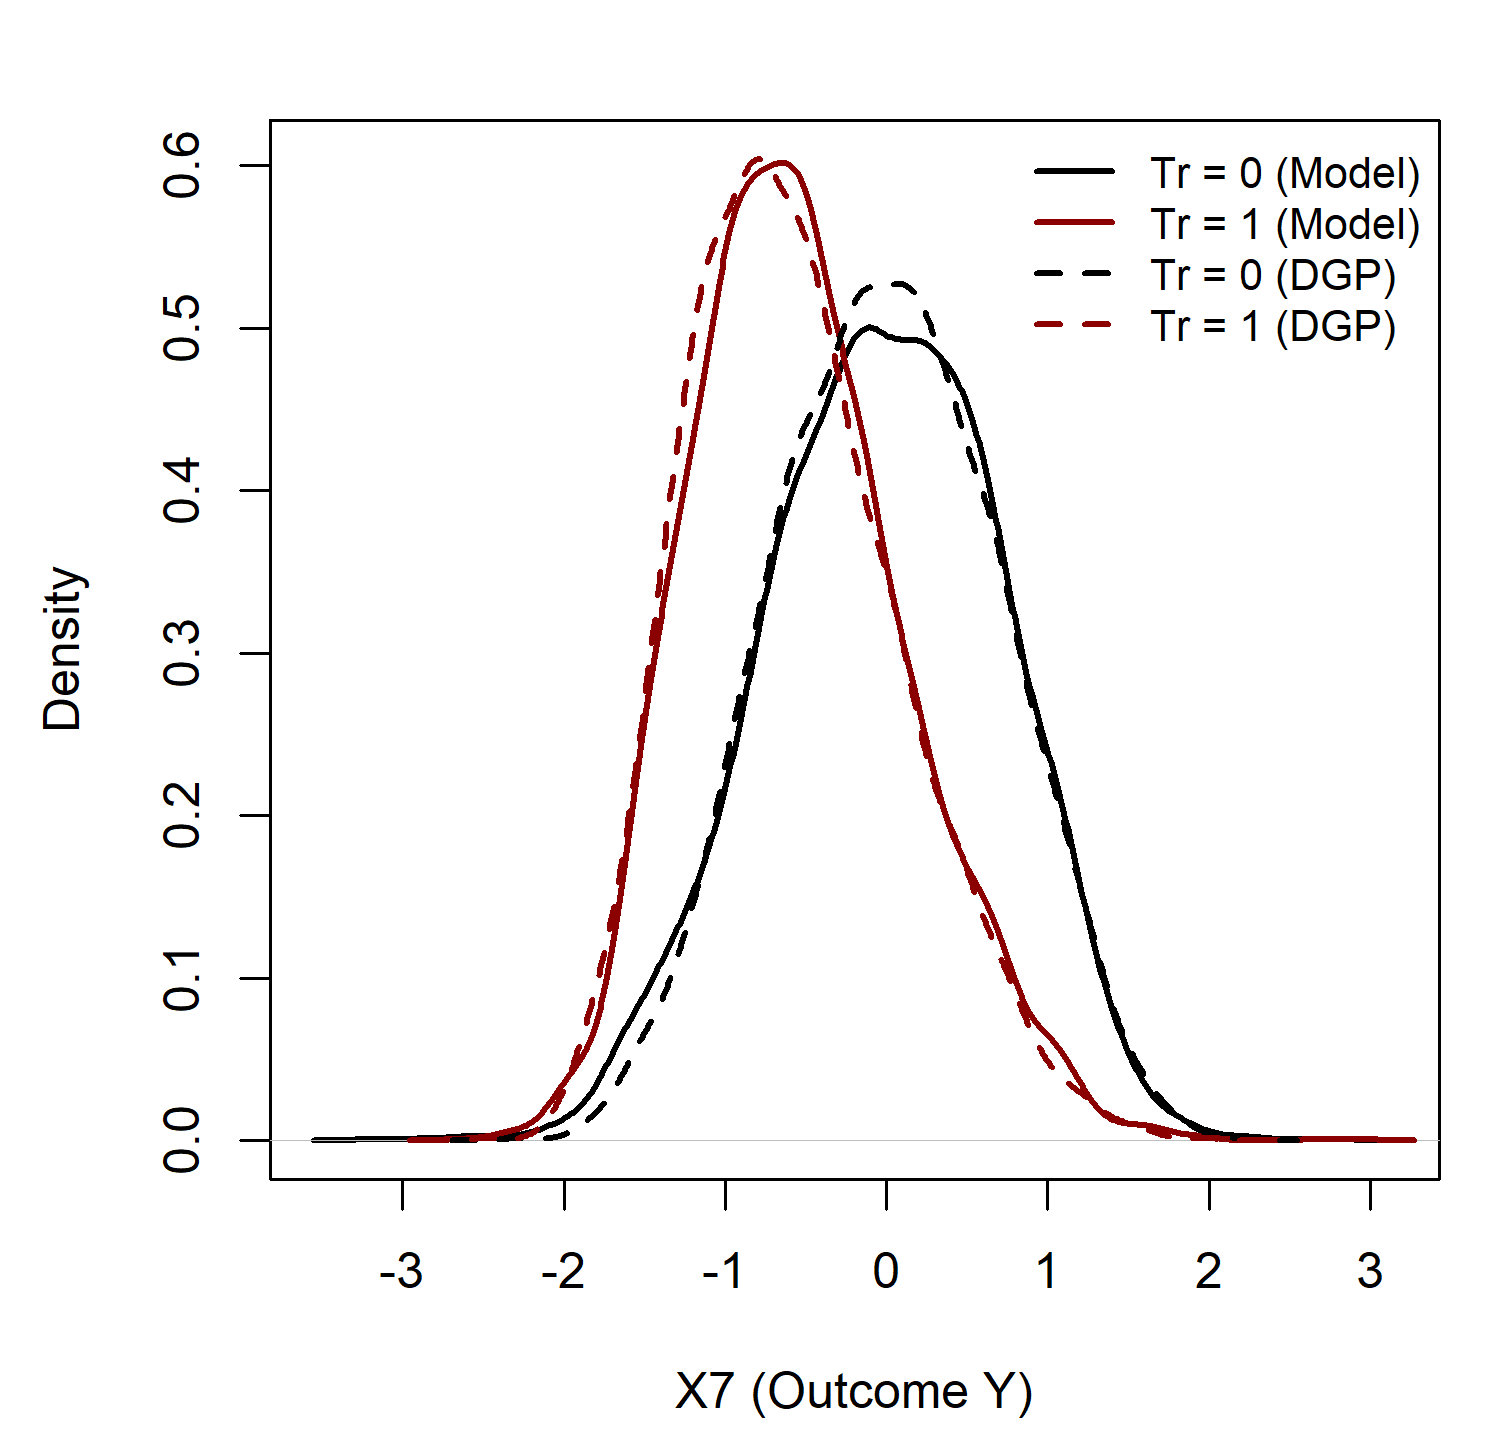 Tr = 0 (Model)
Tr = 1 (Model)
Tr = 0 (DGP)
Tr = 1 (DGP)
Density
0.6
0.5
0.4
0.3
0.2
0.1
0.0
-3 -2 -1 0 1 2 3
X7 (Outcome Y)